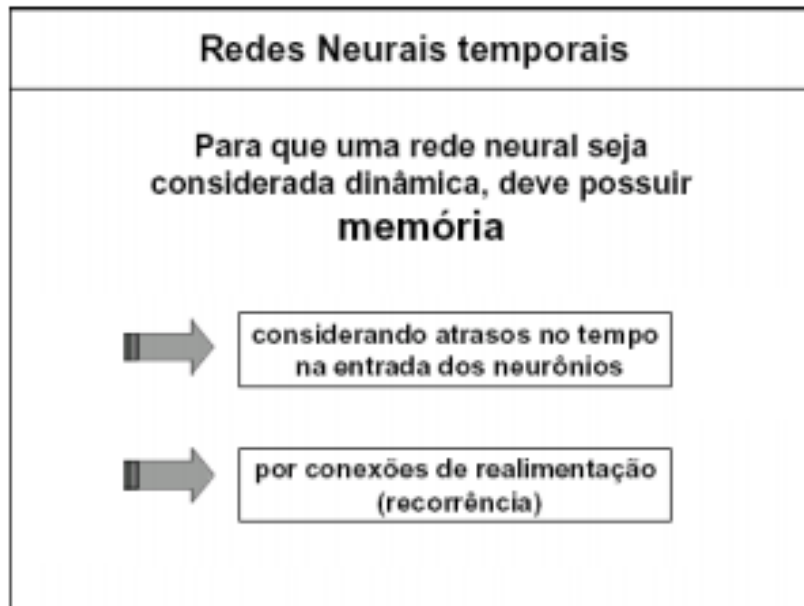 Redes Neurais temporais
Para que uma rede neural seja
considerada dinâmica, deve possuir
memória
considerando atrasos no tempo
na entrada dos neurônios
por conexões de realimentação
(recorrência)